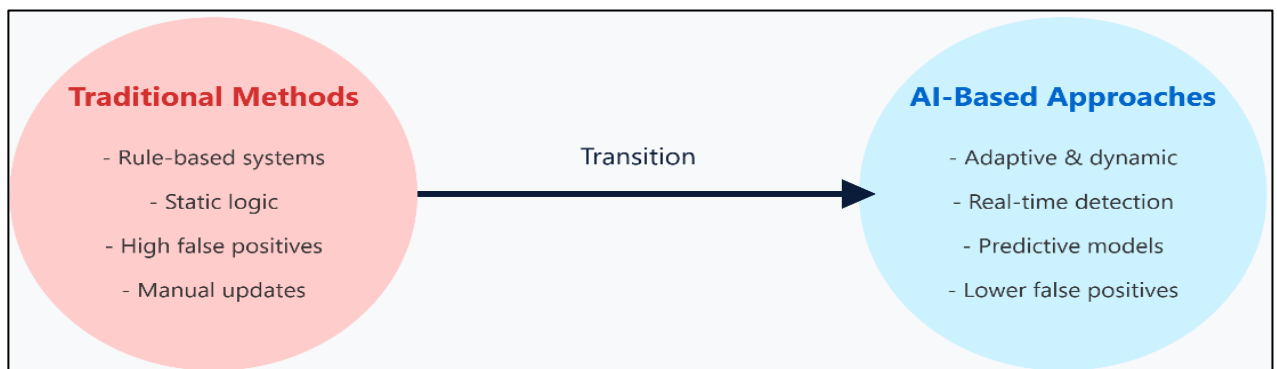 Traditional Methods
- Rule-based systems
- Static logic
- High false positives
- Manual updates
Transition
AI-Based Approaches
- Adaptive & dynamic
- Real-time detection
- Predictive models
- Lower false positives